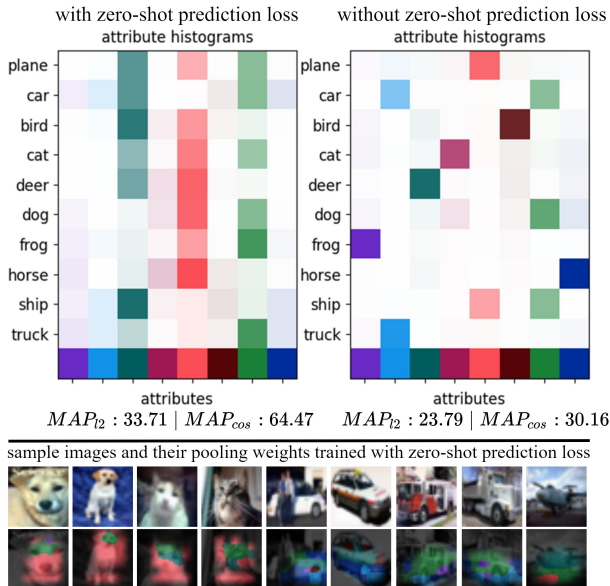 with zero-shot prediction loss
attribute histograms
plane
car
bird
cat
deer
dog
frog
horse
ship
truck
attributes
MAP_{l2} : 33.71 | MAP_{cos} : 64.47
without zero-shot prediction loss
attribute histograms
plane
car
bird
cat
deer
dog
frog
horse
ship
truck
attributes
MAP_{l2} : 23.79 | MAP_{cos} : 30.16
sample images and their pooling weights trained with zero-shot prediction loss